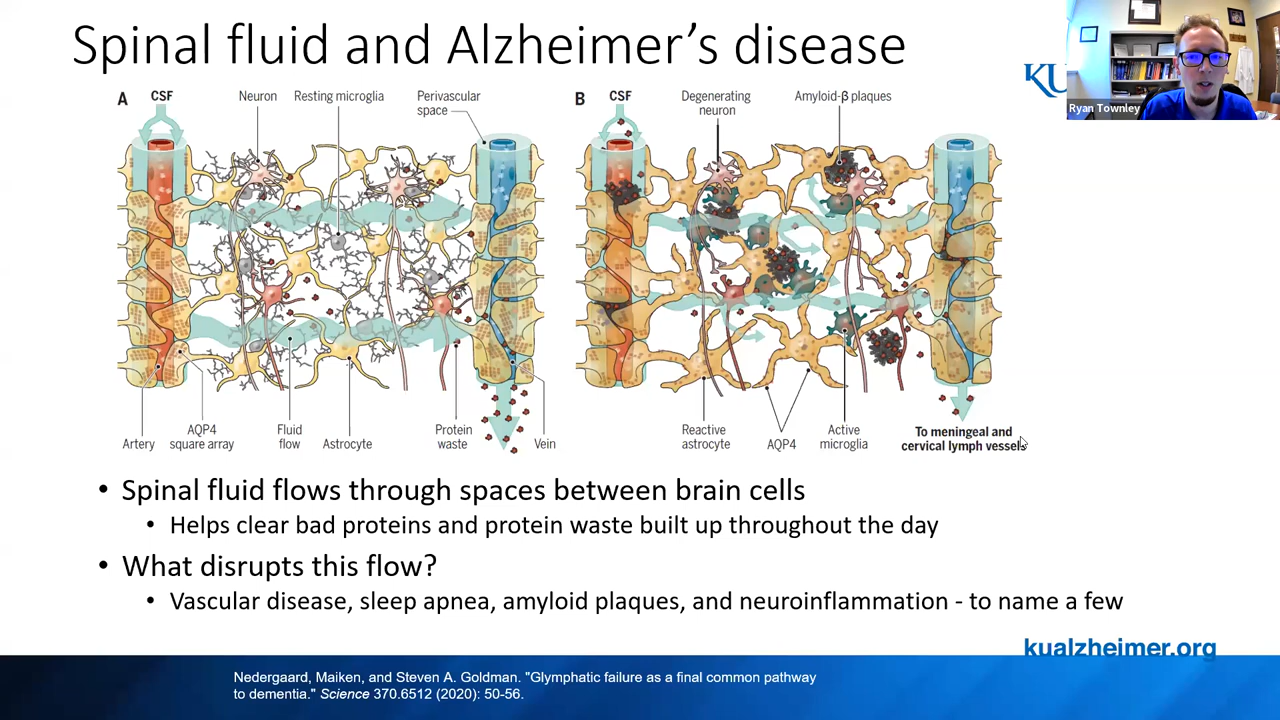 Spinal fluid and Alzheimer's disease
KU
Ryan Townley
A
CSF
Neuron
Resting microglia
Perivascular
space
B
CSF
Degenerating
neuron
Amyloid-β plaques
Artery
AQP4
square array
Fluid
flow
Astrocyte
Protein
waste
Vein
Reactive
astrocyte
AQP4
Active
microglia
To meningeal and
cervical lymph vessels
• Spinal fluid flows through spaces between brain cells
• Helps clear bad proteins and protein waste built up throughout the day
• What disrupts this flow?
• Vascular disease, sleep apnea, amyloid plaques, and neuroinflammation - to name a few
kualzheimer.org
Nedergaard, Maiken, and Steven A. Goldman. "Glymphatic failure as a final common pathway
to dementia." Science 370.6512 (2020): 50-56.